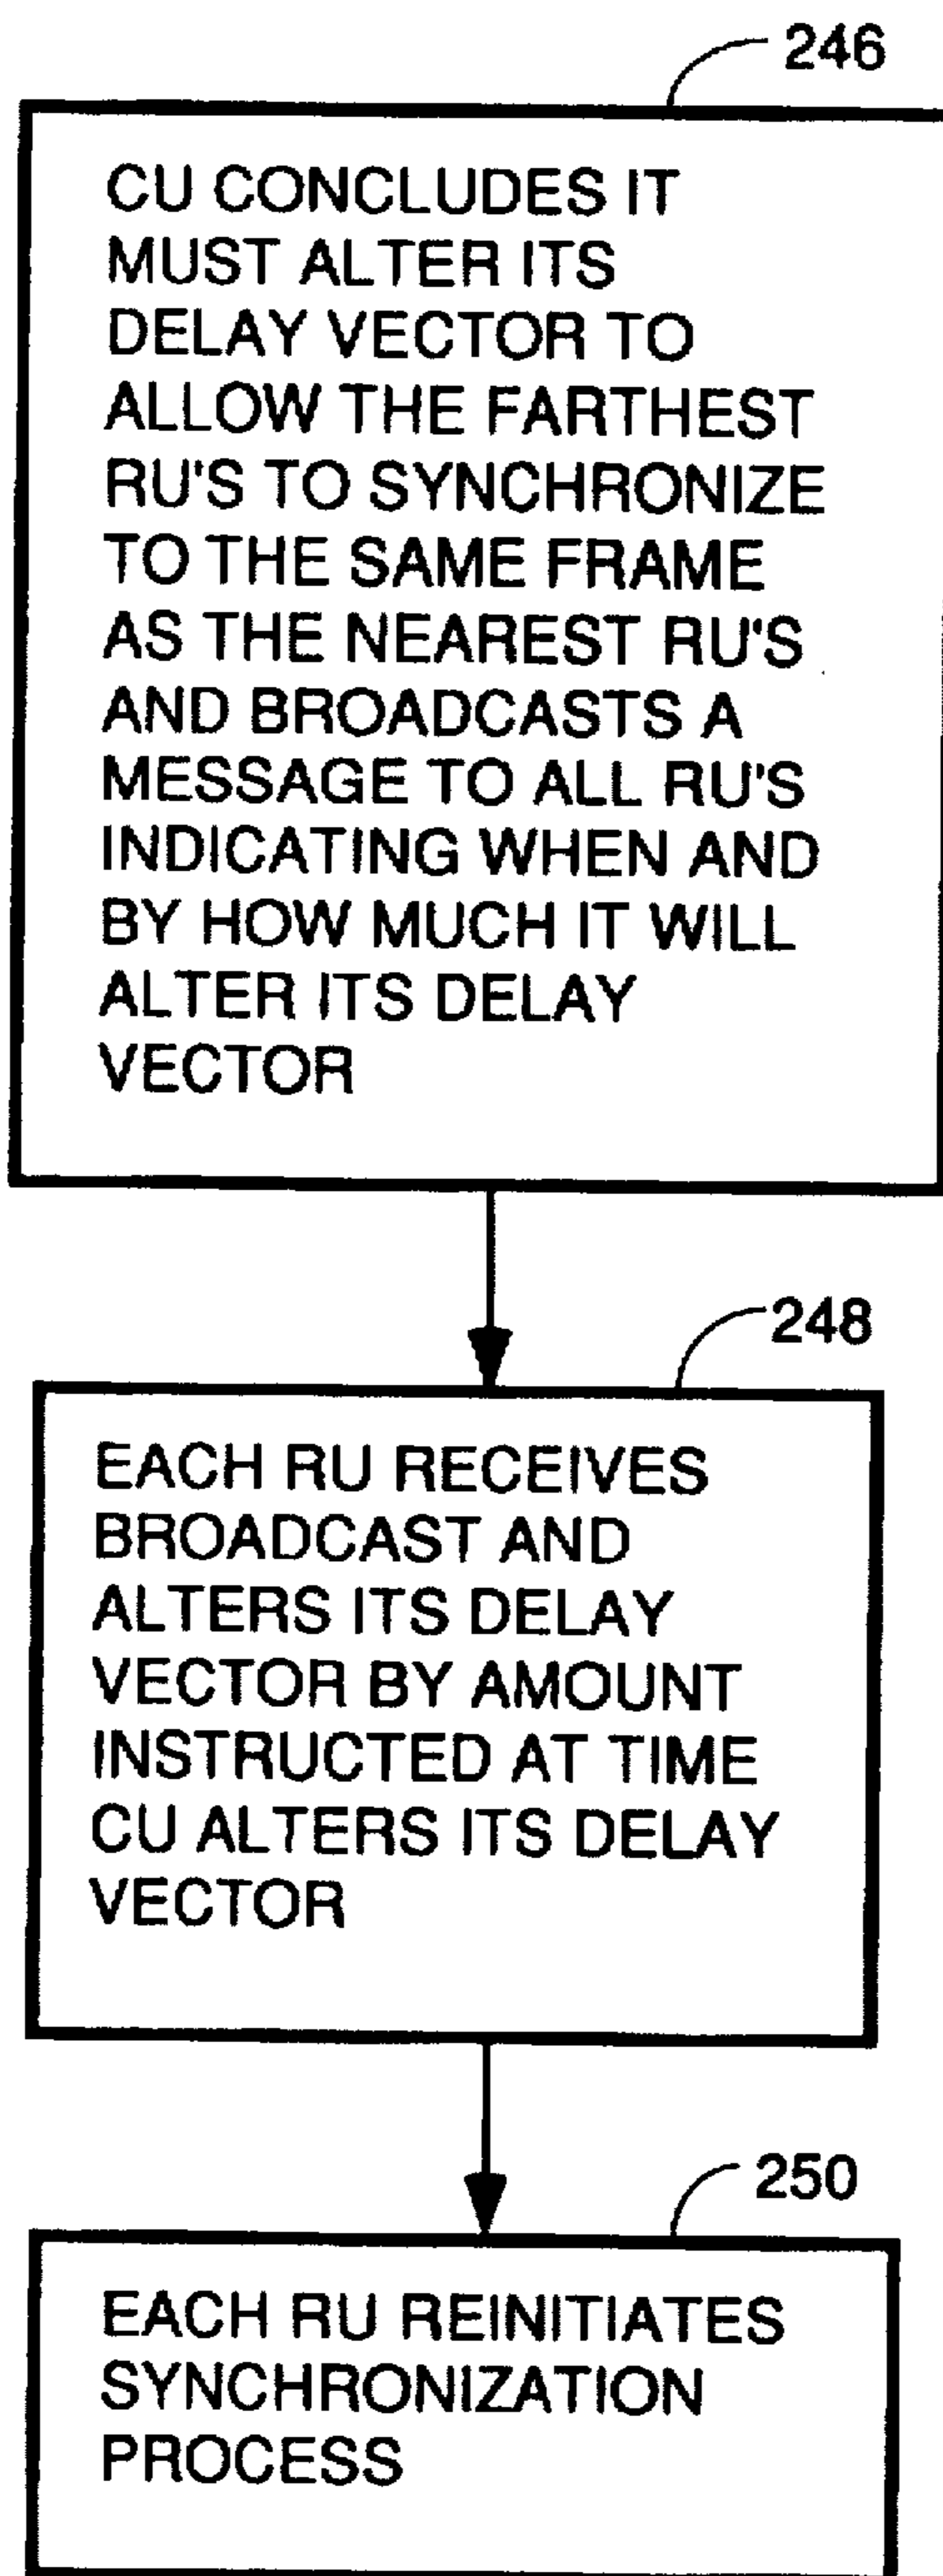 246
CU CONCLUDES IT
MUST ALTER ITS
DELAY VECTOR TO
ALLOW THE FARTHEST
RU'S TO SYNCHRONIZE
TO THE SAME FRAME
AS THE NEAREST RU'S
AND BROADCASTS A
MESSAGE TO ALL RU'S
INDICATING WHEN AND
BY HOW MUCH IT WILL
ALTER ITS DELAY
VECTOR
248
EACH RU RECEIVES
BROADCAST AND
ALTERS ITS DELAY
VECTOR BY AMOUNT
INSTRUCTED AT TIME
CU ALTERS ITS DELAY
VECTOR
250
EACH RU REINITIATES
SYNCHRONIZATION
PROCESS